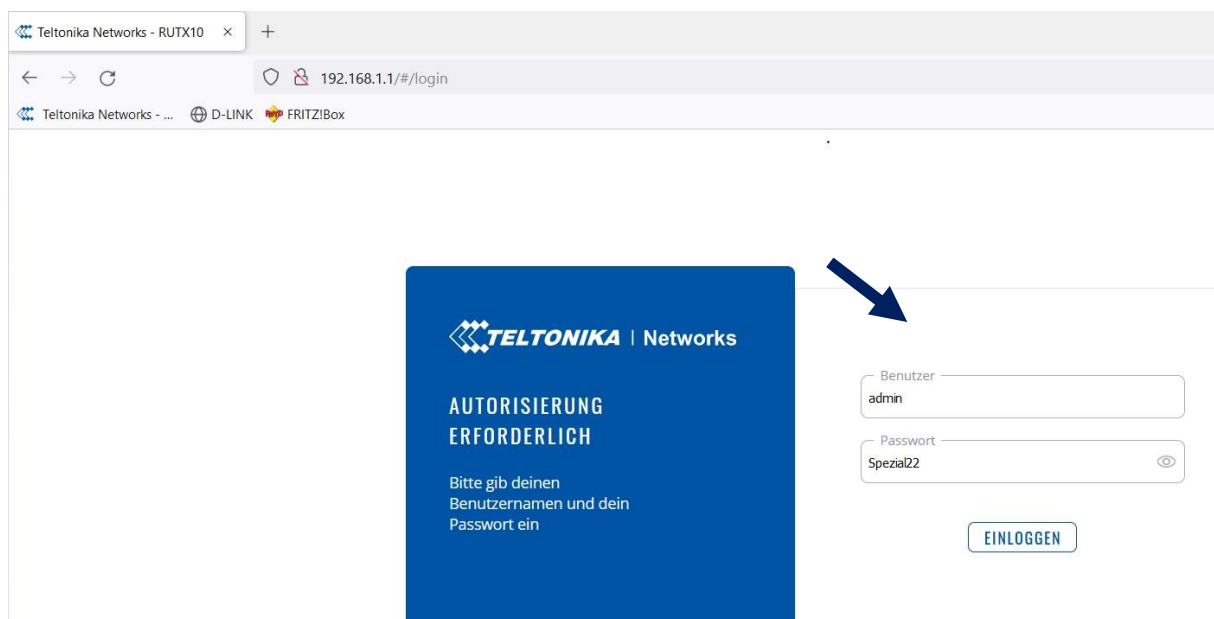 Teltonika Networks - RUTX10
192.168.1.1/#/login
Teltonika Networks - ... D-LINK FRITZ!Box
TELTONIKA | Networks
AUTORISIERUNG
ERFORDERLICH
Bitte gib deinen
Benutzernamen und dein
Passwort ein
Benutzer
admin
Passwort
Spezial22
EINLOGGEN